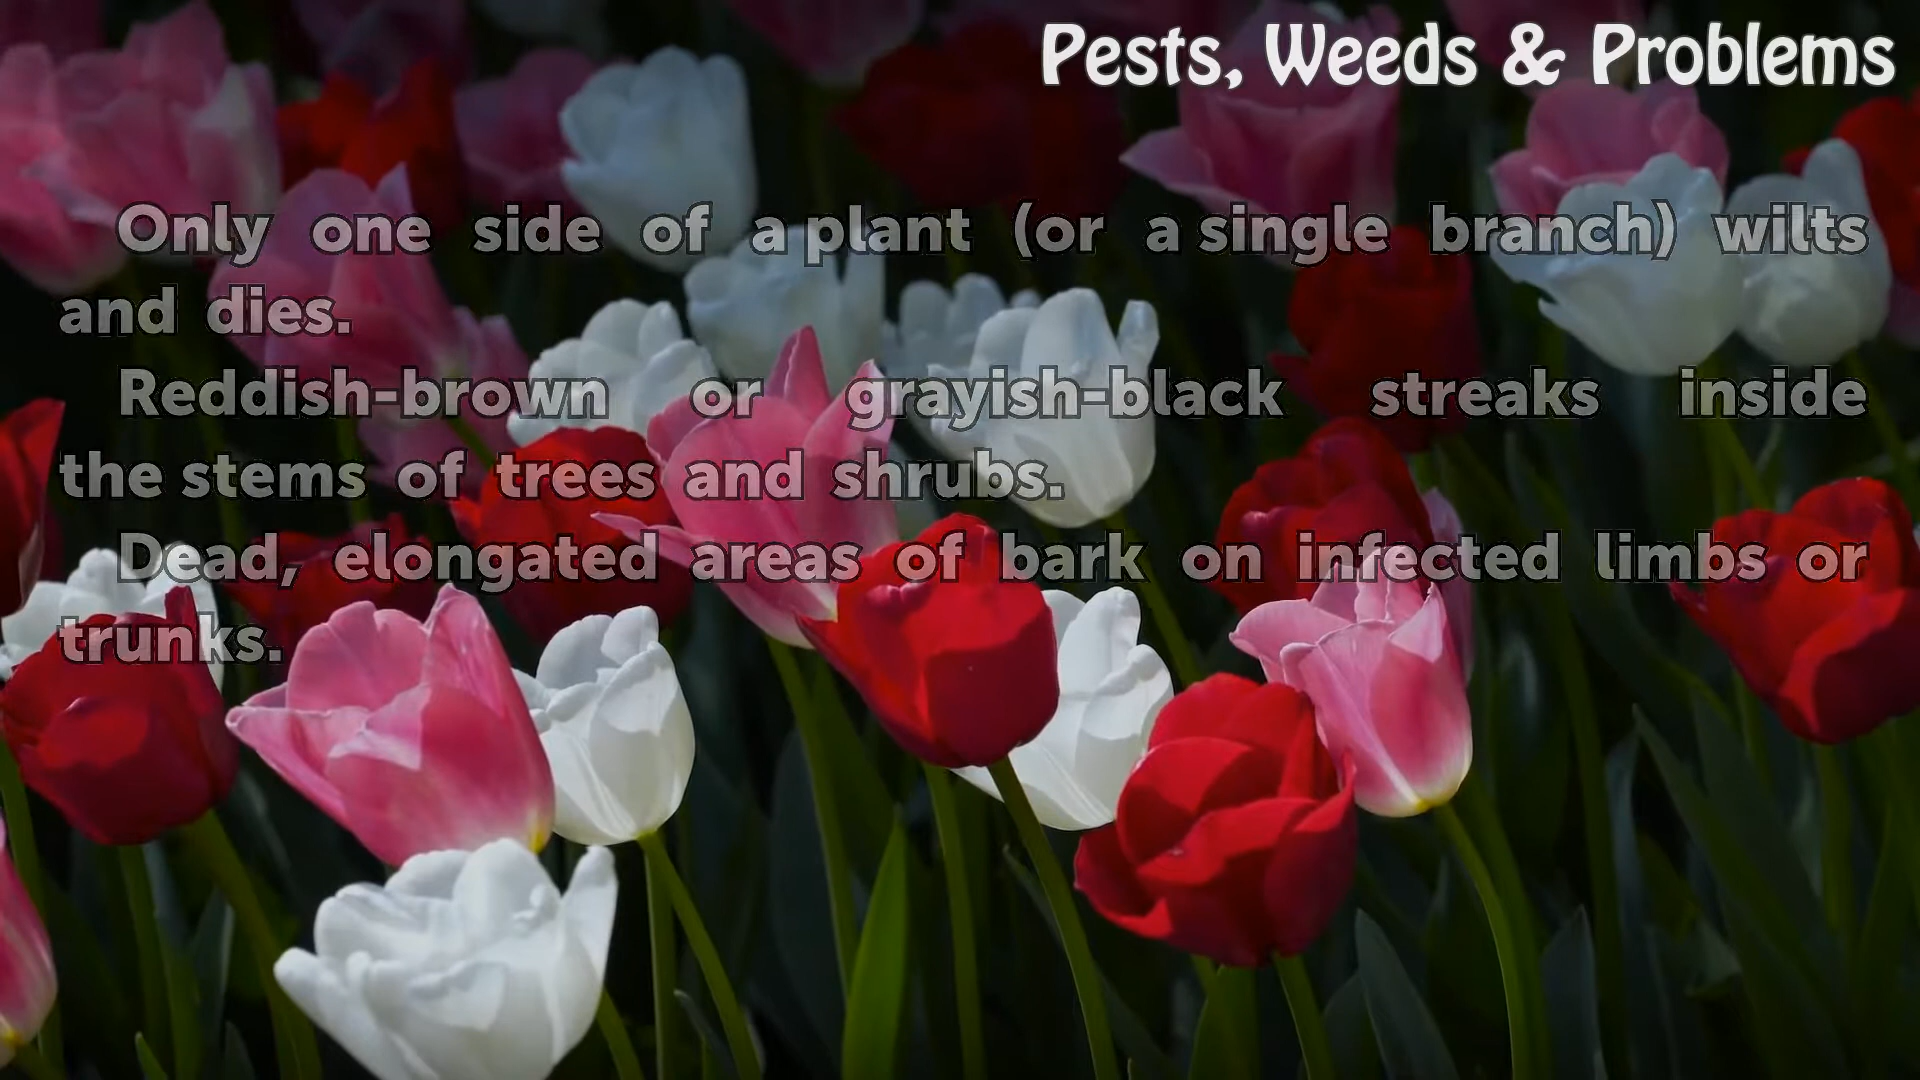 Pests, Weeds & Problems
Only one side of a plant (or a single branch) wilts
and dies.
Reddish-brown or grayish-black streaks inside
the stems of trees and shrubs.
Dead, elongated areas of bark on infected limbs or
trunks.